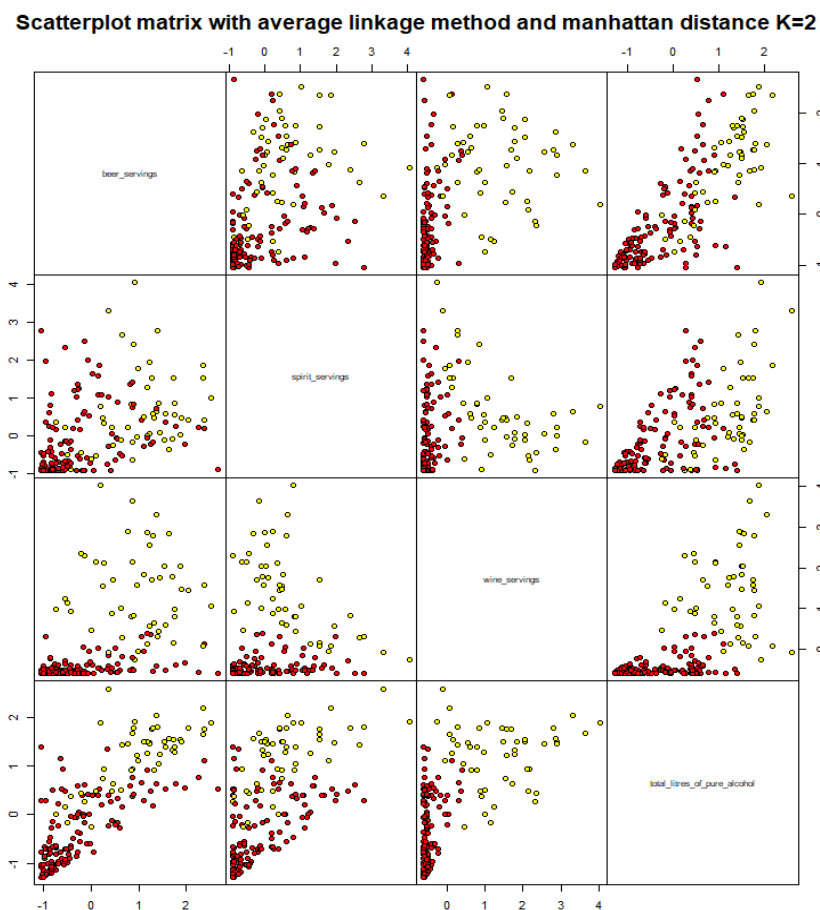 Scatterplot matrix with average linkage method and manhattan distance K=2
-1 0 1 2 3 4 -1 0 1 2
beer_servings
4
3
2
1
0
-1
spirit_servings
wine_servings
2
1
0
-1
total_litres_of_pure_alcohol
-1 0 1 2 0 1 2 3 4